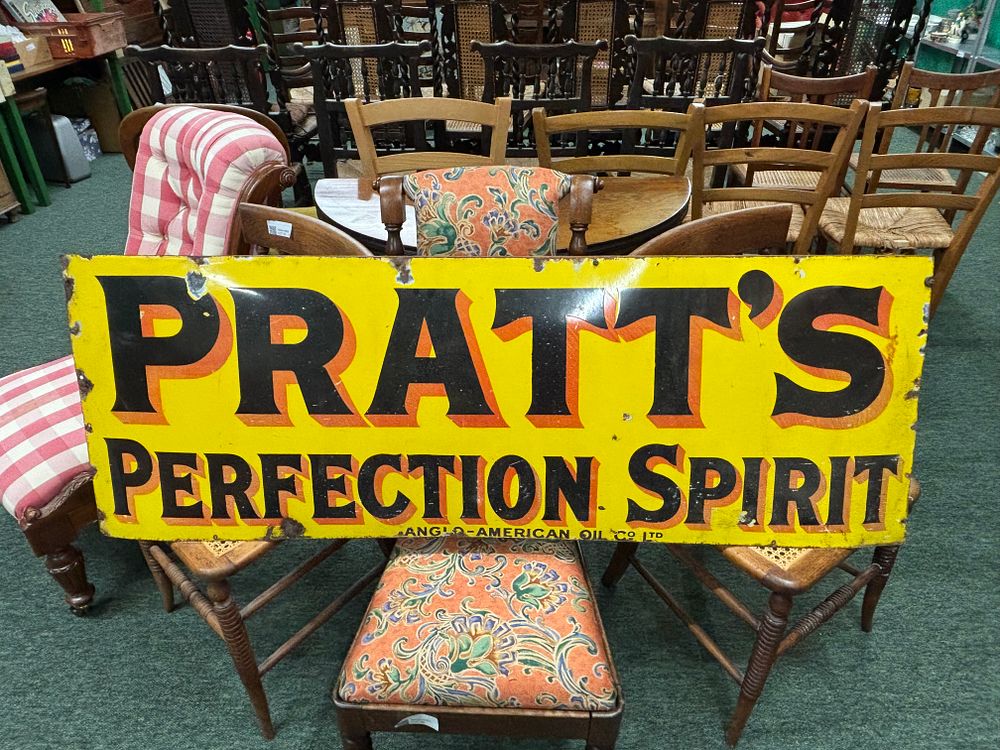 PRATT'S
PERFECTION SPIRIT
ANGLO-AMERICAN OIL CO LTD